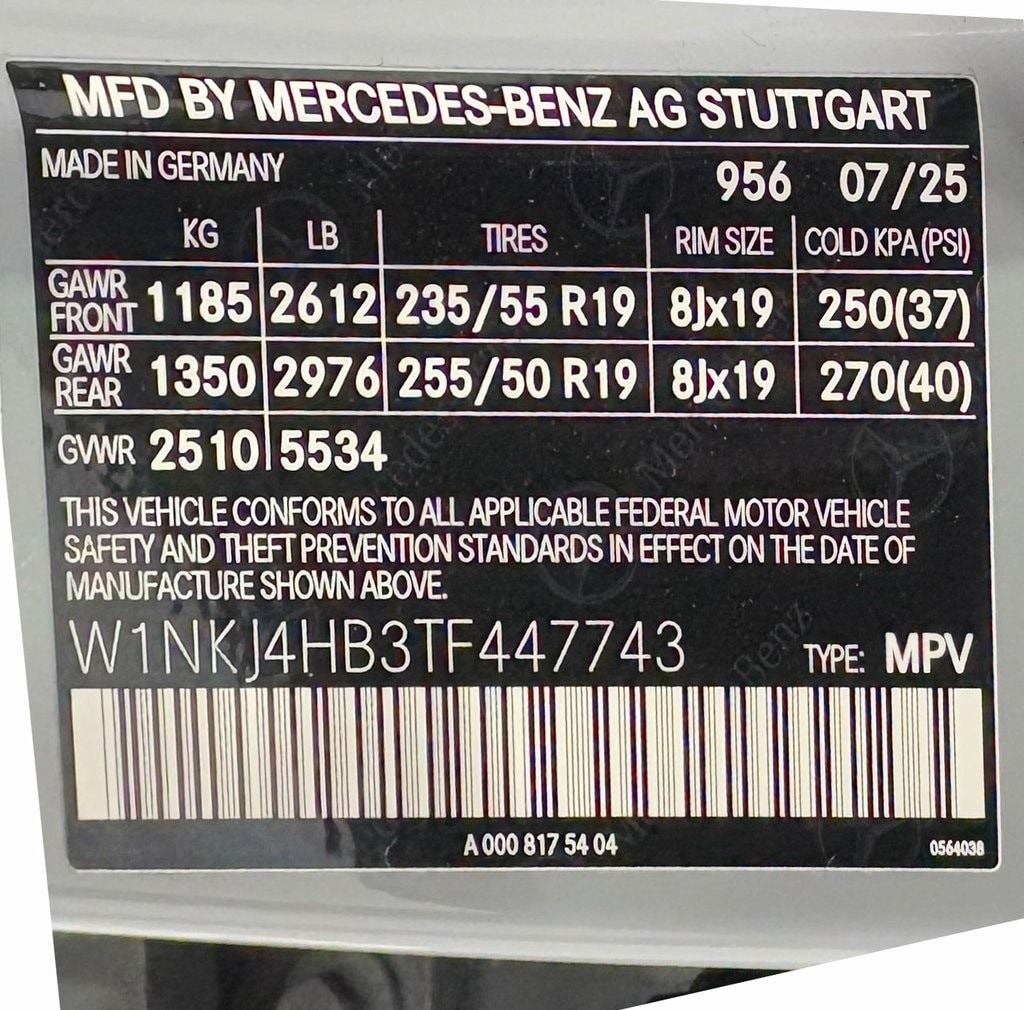 MFD BY MERCEDES-BENZ AG STUTTGART
MADE IN GERMANY 956 07/25
KG LB TIRES RIM SIZE COLD KPA(PSI)
GAWR FRONT 1185 2612 235/55 R19 8Jx19 250(37)
GAWR REAR 1350 2976 255/50 R19 8Jx19 270(40)
GVWR 2510 5534
THIS VEHICLE CONFORMS TO ALL APPLICABLE FEDERAL MOTOR VEHICLE
SAFETY AND THEFT PREVENTION STANDARDS IN EFFECT ON THE DATE OF
MANUFACTURE SHOWN ABOVE.
W1NKJ4HB3TF447743 TYPE: MPV
A 000 817 54 04 0564038